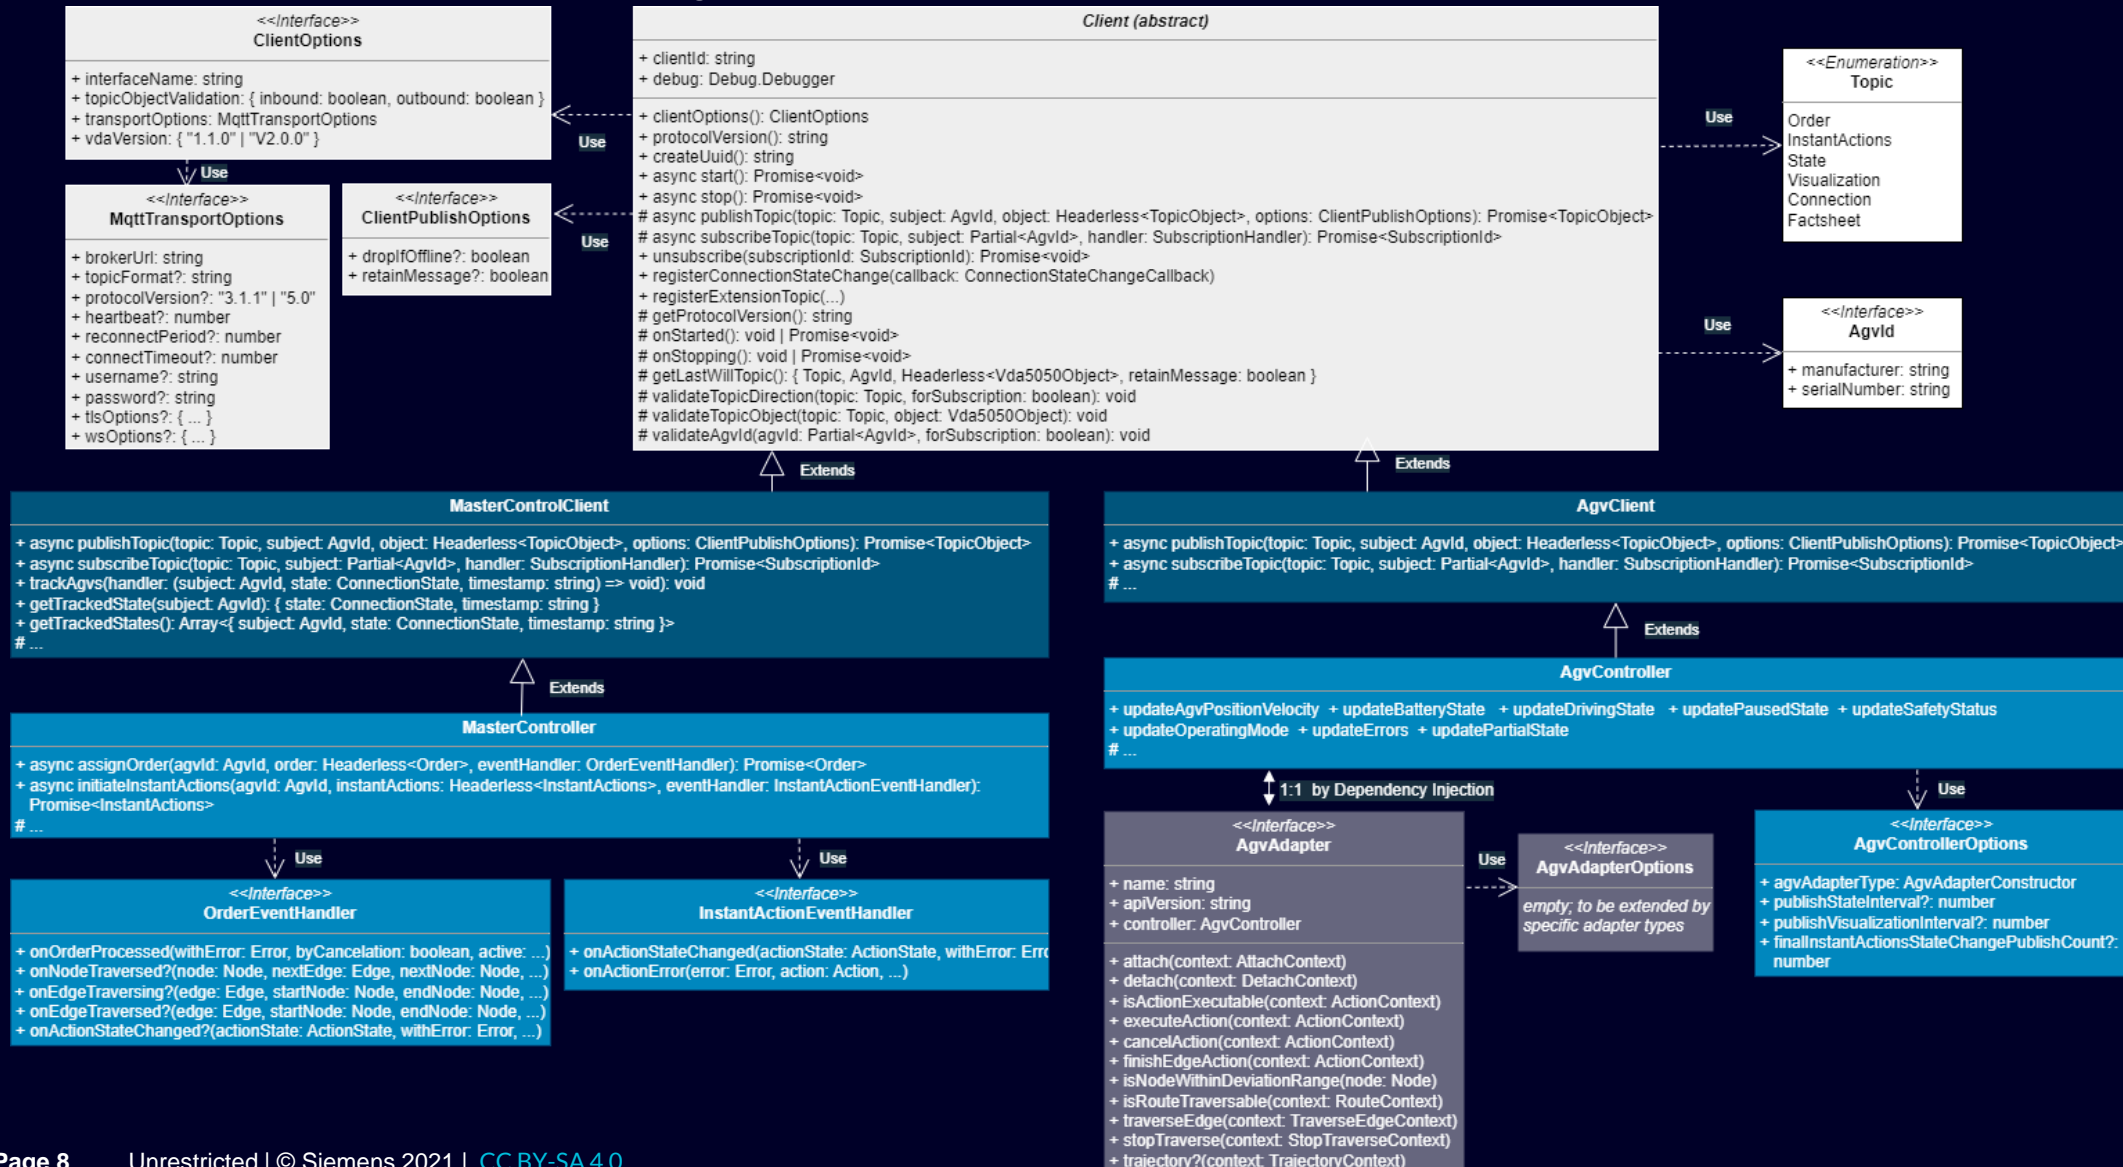 <<Interface>>
ClientOptions
+ interfaceName: string
+ topicObjectValidation: { inbound: boolean, outbound: boolean }
+ transportOptions: MqttTransportOptions
+ vdaVersion: { "1.1.0" | "V2.0.0" }
Use
<<Interface>>
MqttTransportOptions
+ brokerUrl: string
+ topicFormat?: string
+ protocolVersion?: "3.1.1" | "5.0"
+ heartbeat?: number
+ reconnectPeriod?: number
+ connectTimeout?: number
+ username?: string
+ password?: string
+ tlsOptions?: { ... }
+ wsOptions?: { ... }
<<Interface>>
ClientPublishOptions
+ dropIfOffline?: boolean
+ retainMessage?: boolean
Use
Use
Client (abstract)
+ clientId: string
+ debug: Debug.Debugger
+ clientOptions(): ClientOptions
+ protocolVersion(): string
+ createUuid(): string
+ async start(): Promise<void>
+ async stop(): Promise<void>
# async publishTopic(topic: Topic, subject: AgvId, object: Headerless<TopicObject>, options: ClientPublishOptions): Promise<TopicObject>
# async subscribeTopic(topic: Topic, subject: Partial<AgvId>, handler: SubscriptionHandler): Promise<SubscriptionId>
+ unsubscribe(subscriptionId: SubscriptionId): Promise<void>
+ registerConnectionStateChange(callback: ConnectionStateChangeCallback)
+ registerExtensionTopic(...)
# getProtocolVersion(): string
# onStarted(): void | Promise<void>
# onStopping(): void | Promise<void>
# getLastWillTopic(): { Topic, AgvId, Headerless<Vda5050Object>, retainMessage: boolean }
# validateTopicDirection(topic: Topic, forSubscription: boolean): void
# validateTopicObject(topic: Topic, object: Vda5050Object): void
# validateAgvId(agvId: Partial<AgvId>, forSubscription: boolean): void
Use
<<Enumeration>>
Topic
Order
InstantActions
State
Visualization
Connection
Factsheet
Use
<<Interface>>
AgvId
+ manufacturer: string
+ serialNumber: string
Extends
Extends
MasterControlClient
+ async publishTopic(topic: Topic, subject: AgvId, object: Headerless<TopicObject>, options: ClientPublishOptions): Promise<TopicObject>
+ async subscribeTopic(topic: Topic, subject: Partial<AgvId>, handler: SubscriptionHandler): Promise<SubscriptionId>
+ trackAgvs(handler: (subject: AgvId, state: ConnectionState, timestamp: string) => void): void
+ getTrackedState(subject: AgvId): { state: ConnectionState, timestamp: string }
+ getTrackedStates(): Array<{ subject: AgvId, state: ConnectionState, timestamp: string }>
# ...
Extends
MasterController
+ async assignOrder(agvId: AgvId, order: Headerless<Order>, eventHandler: OrderEventHandler): Promise<Order>
+ async initiateInstantActions(agvId: AgvId, instantActions: Headerless<InstantActions>, eventHandler: InstantActionEventHandler):
Promise<InstantActions>
# ...
Use
Use
<<Interface>>
OrderEventHandler
+ onOrderProcessed(withError: Error, byCancelation: boolean, active: ...)
+ onNodeTraversed?(node: Node, nextEdge: Edge, nextNode: Node, ...)
+ onEdgeTraversing?(edge: Edge, startNode: Node, endNode: Node, ...)
+ onEdgeTraversed?(edge: Edge, startNode: Node, endNode: Node, ...)
+ onActionStateChanged?(actionState: ActionState, withError: Error, ...)
<<Interface>>
InstantActionEventHandler
+ onActionStateChanged(actionState: ActionState, withError: Erro
+ onActionError(error: Error, action: Action, ...)
AgvClient
+ async publishTopic(topic: Topic, subject: AgvId, object: Headerless<TopicObject>, options: ClientPublishOptions): Promise<TopicObject>
+ async subscribeTopic(topic: Topic, subject: Partial<AgvId>, handler: SubscriptionHandler): Promise<SubscriptionId>
# ...
Extends
AgvController
+ updateAgvPositionVelocity + updateBatteryState + updateDrivingState + updatePausedState + updateSafetyStatus
+ updateOperatingMode + updateErrors + updatePartialState
# ...
1:1 by Dependency Injection
Use
<<Interface>>
AgvAdapter
+ name: string
+ apiVersion: string
+ controller: AgvController
+ attach(context: AttachContext)
+ detach(context: DetachContext)
+ isActionExecutable(context: ActionContext)
+ executeAction(context: ActionContext)
+ cancelAction(context: ActionContext)
+ finishEdgeAction(context: ActionContext)
+ isNodeWithinDeviationRange(node: Node)
+ isRouteTraversable(context: RouteContext)
+ traverseEdge(context: TraverseEdgeContext)
+ stopTraverse(context: StopTraverseContext)
+ trajectory?(context: TrajectoryContext)
Use
<<Interface>>
AgvAdapterOptions
empty; to be extended by
specific adapter types
<<Interface>>
AgvControllerOptions
+ agvAdapterType: AgvAdapterConstructor
+ publishStateInterval?: number
+ publishVisualizationInterval?: number
+ finalInstantActionsStateChangePublishCount?:
number
Page 8 Unrestricted | © Siemens 2021 | CC BY-SA 4.0